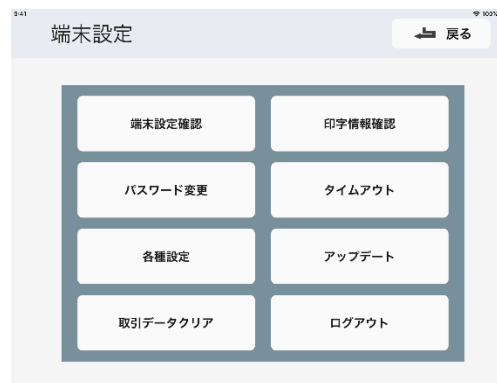 9:41 100%
端末設定
戻る
端末設定確認 印字情報確認
パスワード変更 タイムアウト
各種設定 アップデート
取引データクリア ログアウト